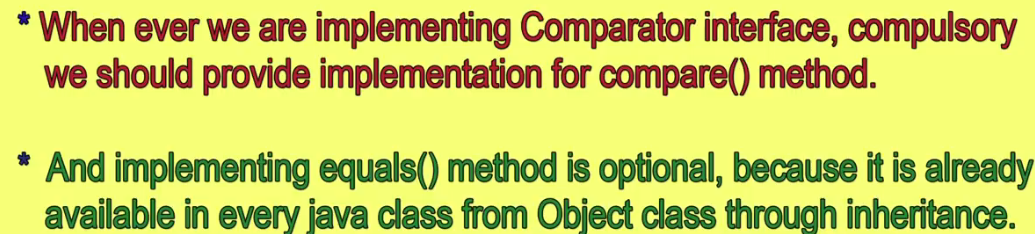 * When ever we are implementing Comparator interface, compulsory
we should provide implementation for compare() method.
* And implementing equals() method is optional, because it is already
available in every java class from Object class through inheritance.